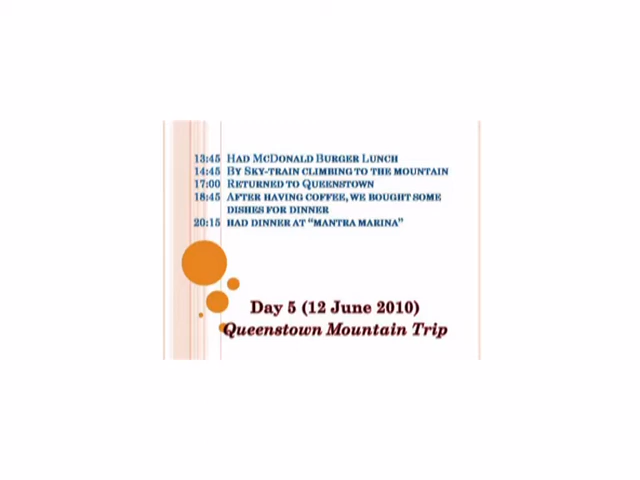 13:45 Had McDonald Burger Lunch
14:45 By Sky-train climbing to the mountain
17:00 Returned to Queenstown
18:45 After having coffee, we bought some
dishes for dinner
20:15 had dinner at “Mantra Marina”
Day 5 (12 June 2010)
Queenstown Mountain Trip